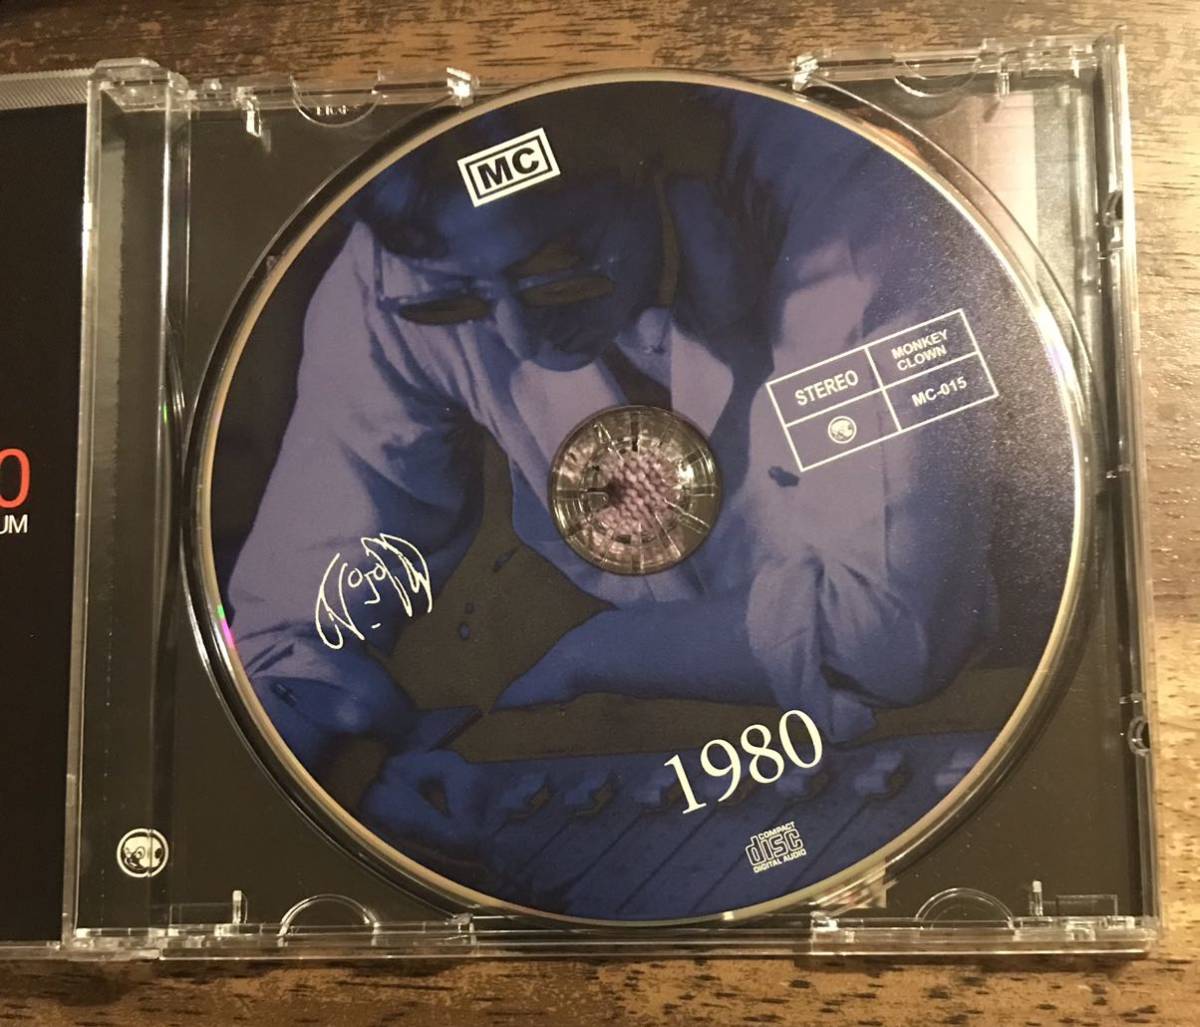 MC
MONKEY
CLOWN
STEREO
MC-015
0
UM
1980
COMPACT
disc
DIGITAL AUDIO